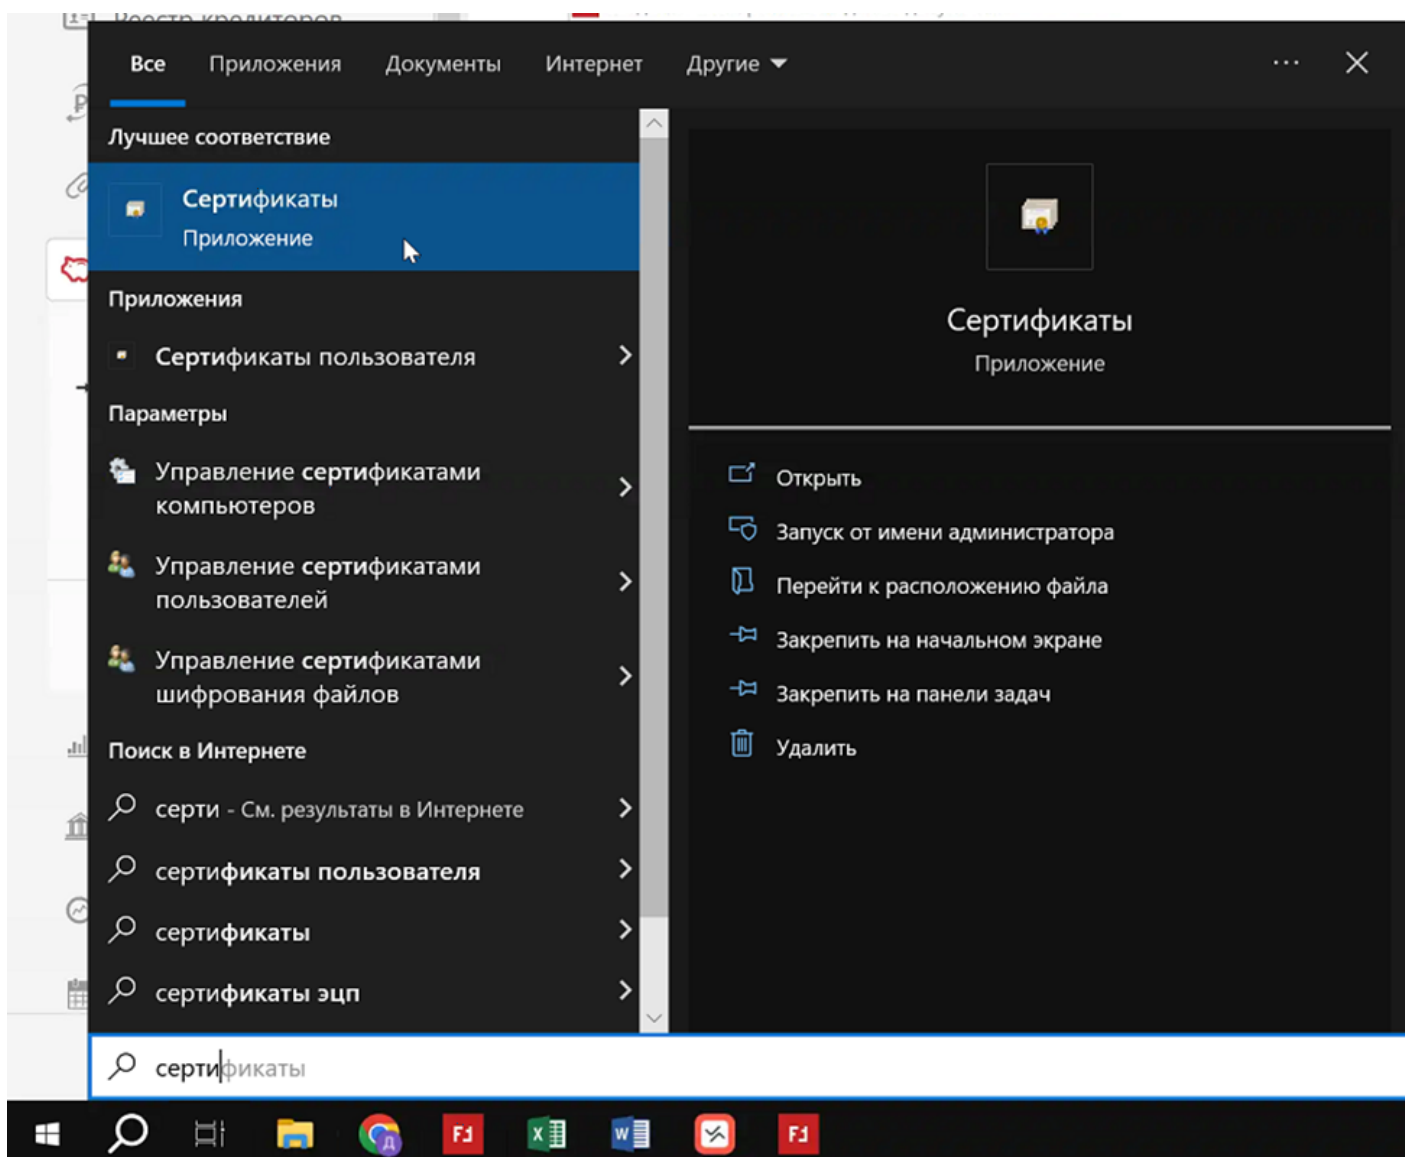 Реестр кредиторов
Все Приложения Документы Интернет Другие
Лучшее соответствие
Сертификаты
Приложение
Приложения
Сертификаты пользователя
Параметры
Управление сертификатами
компьютеров
Управление сертификатами
пользователей
Управление сертификатами
шифрования файлов
Поиск в Интернете
серти - См. результаты в Интернете
сертификаты пользователя
сертификаты
сертификаты эцп
Сертификаты
Приложение
Открыть
Запуск от имени администратора
Перейти к расположению файла
Закрепить на начальном экране
Закрепить на панели задач
Удалить
сертификаты